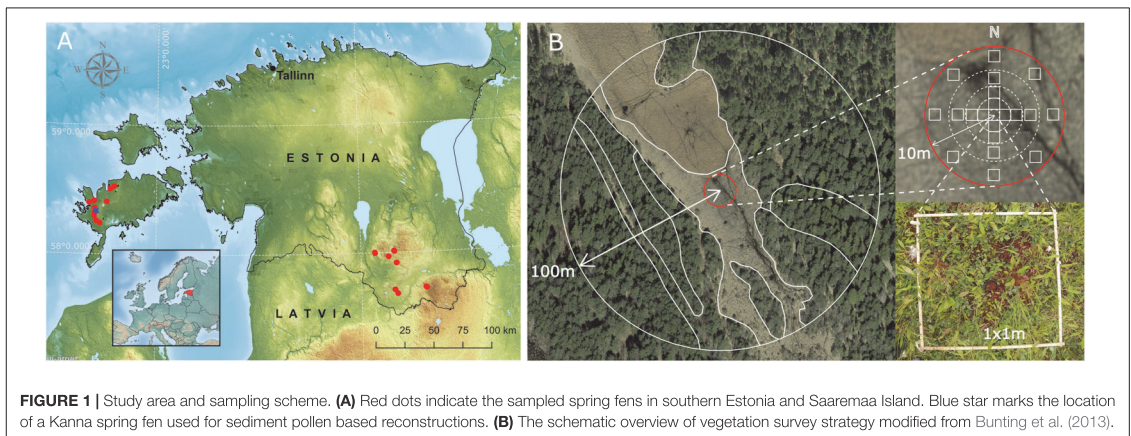 A
N
W E
S
23°0.000
Tallinn
59°0.000
ESTONIA
58°0.000
LATVIA
0 25 50 100 km
B
100m
N
10m
1x1m
FIGURE 1 | Study area and sampling scheme. (A) Red dots indicate the sampled spring fens in southern Estonia and Saaremaa Island. Blue star marks the location
of a Kanna spring fen used for sediment pollen based reconstructions. (B) The schematic overview of vegetation survey strategy modified from Bunting et al. (2013).